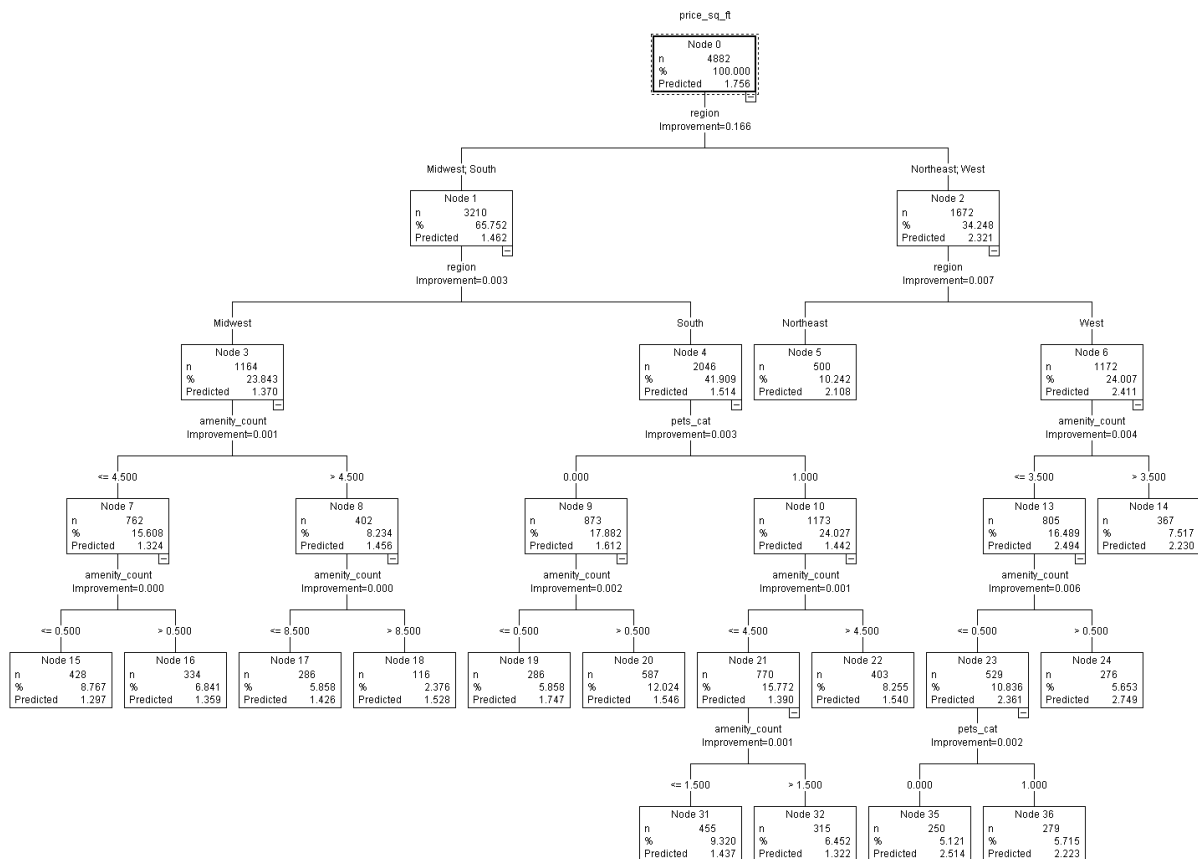 price_sq_ft
Node 0
n 4882
% 100.000
Predicted 1.756
region
Improvement=0.166
Midwest; South
Northeast; West
Node 1
n 3210
% 65.752
Predicted 1.462
Node 2
n 1672
% 34.248
Predicted 2.321
region
Improvement=0.003
region
Improvement=0.007
Midwest
South
Northeast
West
Node 3
n 1164
% 23.843
Predicted 1.370
Node 4
n 2046
% 41.909
Predicted 1.514
Node 5
n 500
% 10.242
Predicted 2.108
Node 6
n 1172
% 24.007
Predicted 2.411
amenity_count
Improvement=0.001
pets_cat
Improvement=0.003
amenity_count
Improvement=0.004
<= 4.500
> 4.500
0.000
1.000
<= 3.500
> 3.500
Node 7
n 762
% 15.608
Predicted 1.324
Node 8
n 402
% 8.234
Predicted 1.456
Node 9
n 873
% 17.882
Predicted 1.612
Node 10
n 1173
% 24.027
Predicted 1.442
Node 13
n 805
% 16.489
Predicted 2.494
Node 14
n 367
% 7.517
Predicted 2.230
amenity_count
Improvement=0.000
amenity_count
Improvement=0.000
amenity_count
Improvement=0.002
amenity_count
Improvement=0.001
amenity_count
Improvement=0.006
<= 0.500
> 0.500
<= 8.500
> 8.500
<= 0.500
> 0.500
<= 4.500
> 4.500
<= 0.500
> 0.500
Node 15
n 428
% 8.767
Predicted 1.297
Node 16
n 334
% 6.841
Predicted 1.359
Node 17
n 286
% 5.858
Predicted 1.426
Node 18
n 116
% 2.376
Predicted 1.528
Node 19
n 286
% 5.858
Predicted 1.747
Node 20
n 587
% 12.024
Predicted 1.546
Node 21
n 770
% 15.772
Predicted 1.390
Node 22
n 403
% 8.255
Predicted 1.540
Node 23
n 529
% 10.836
Predicted 2.361
Node 24
n 276
% 5.653
Predicted 2.749
amenity_count
Improvement=0.001
pets_cat
Improvement=0.002
<= 1.500
> 1.500
0.000
1.000
Node 31
n 455
% 9.320
Predicted 1.437
Node 32
n 315
% 6.452
Predicted 1.322
Node 35
n 250
% 5.121
Predicted 2.514
Node 36
n 279
% 5.715
Predicted 2.223